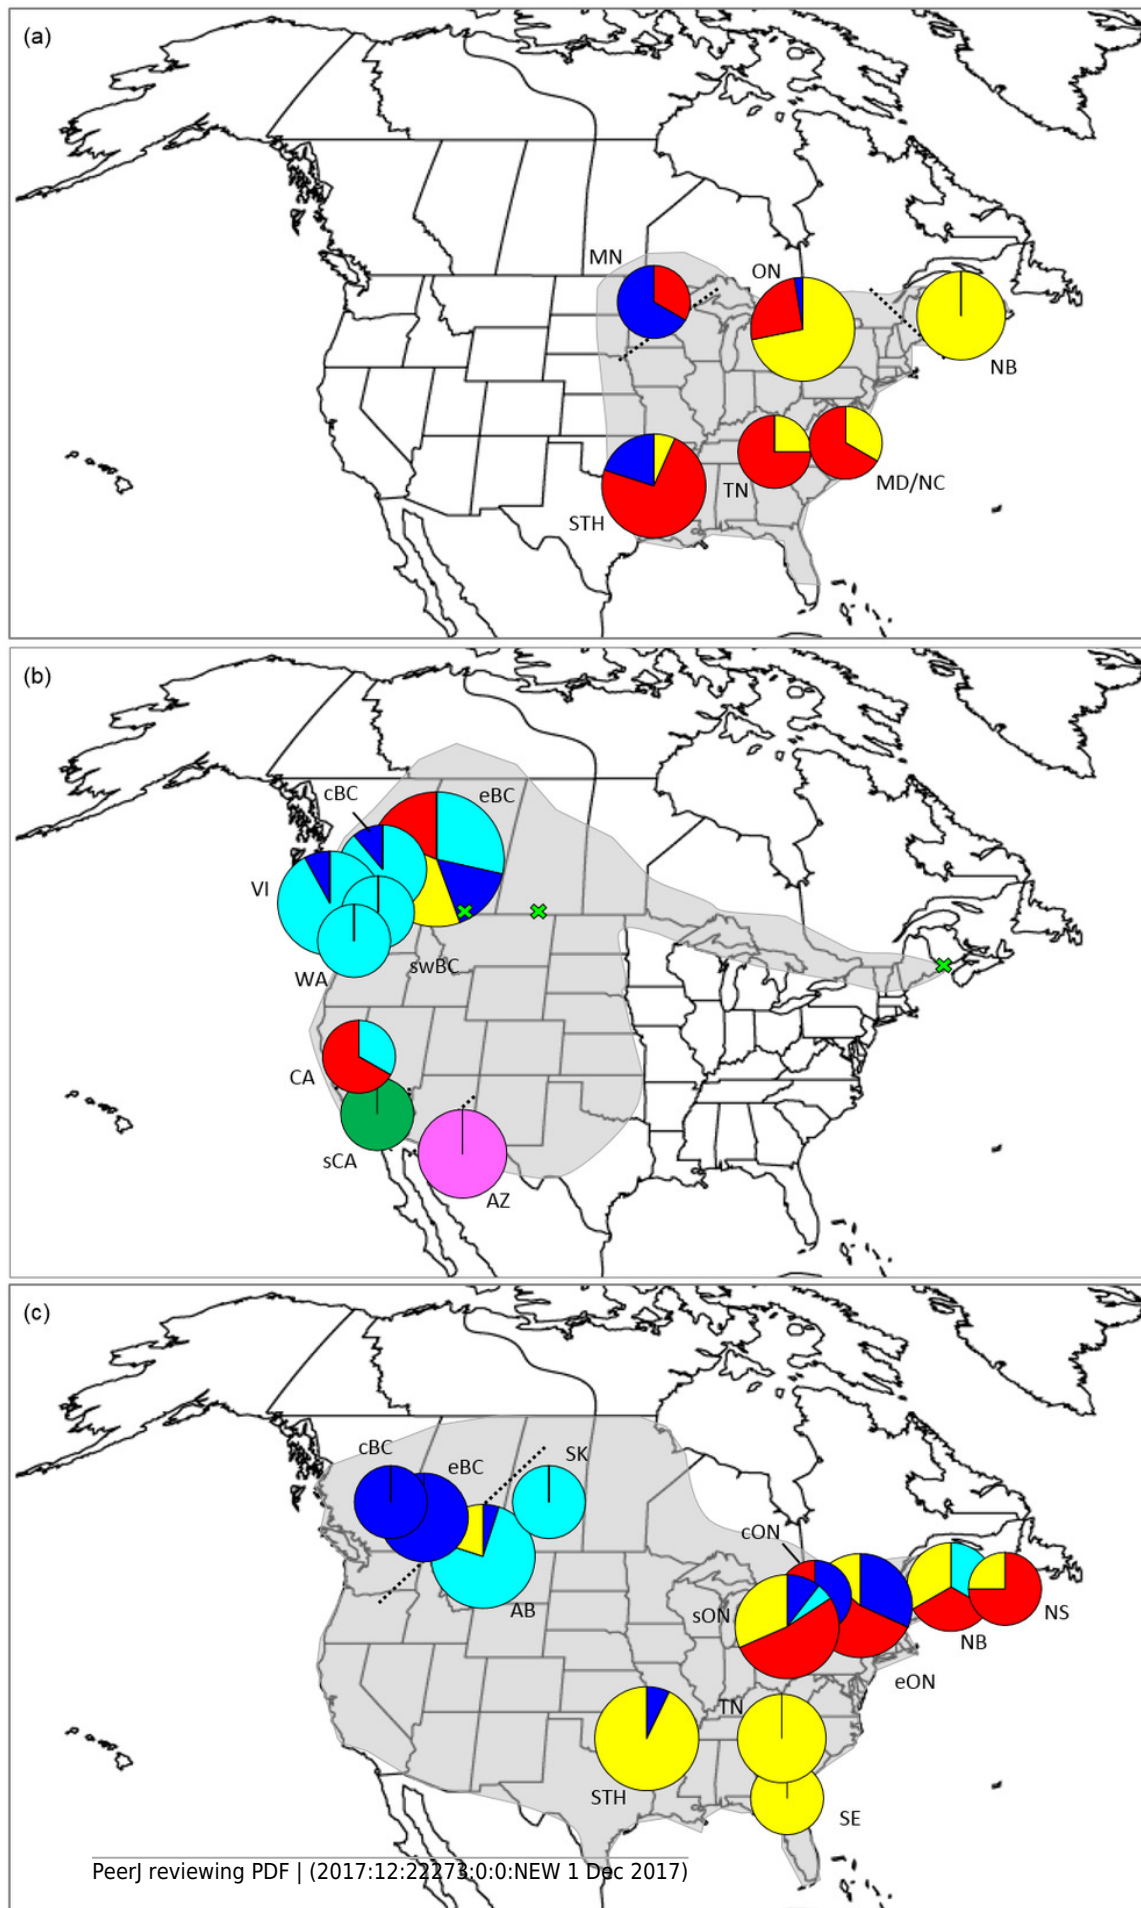 (a)
MN
ON
NB
MD/NC
TN
STH
(b)
cBC
eBC
VI
swBC
WA
CA
sCA
AZ
(c)
cBC
eBC
SK
cON
AB
sON
NS
NB
eON
TN
STH
SE
PeerJ reviewing PDF | (2017:12:22273:0:0:NEW 1 Dec 2017)